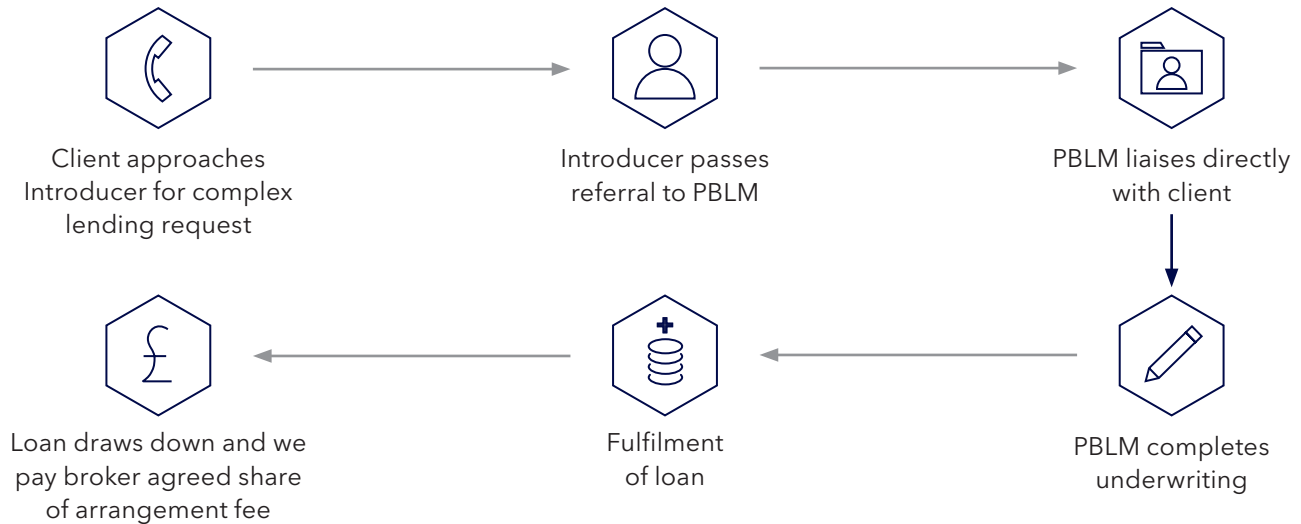 Client approaches
Introducer for complex
lending request
Introducer passes
referral to PBLM
PBLM liaises directly
with client
PBLM completes
underwriting
Fulfilment
of loan
Loan draws down and we
pay broker agreed share
of arrangement fee